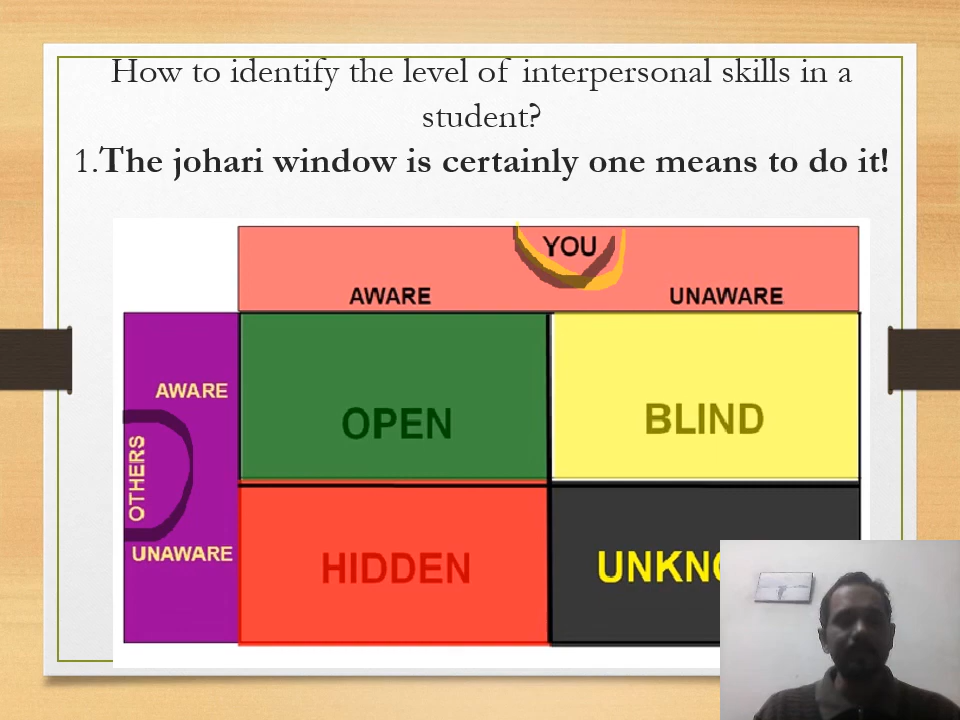 How to identify the level of interpersonal skills in a
student?
1.The johari window is certainly one means to do it!
YOU
AWARE UNAWARE
AWARE
OTHERS
UNAWARE
OPEN BLIND
HIDDEN